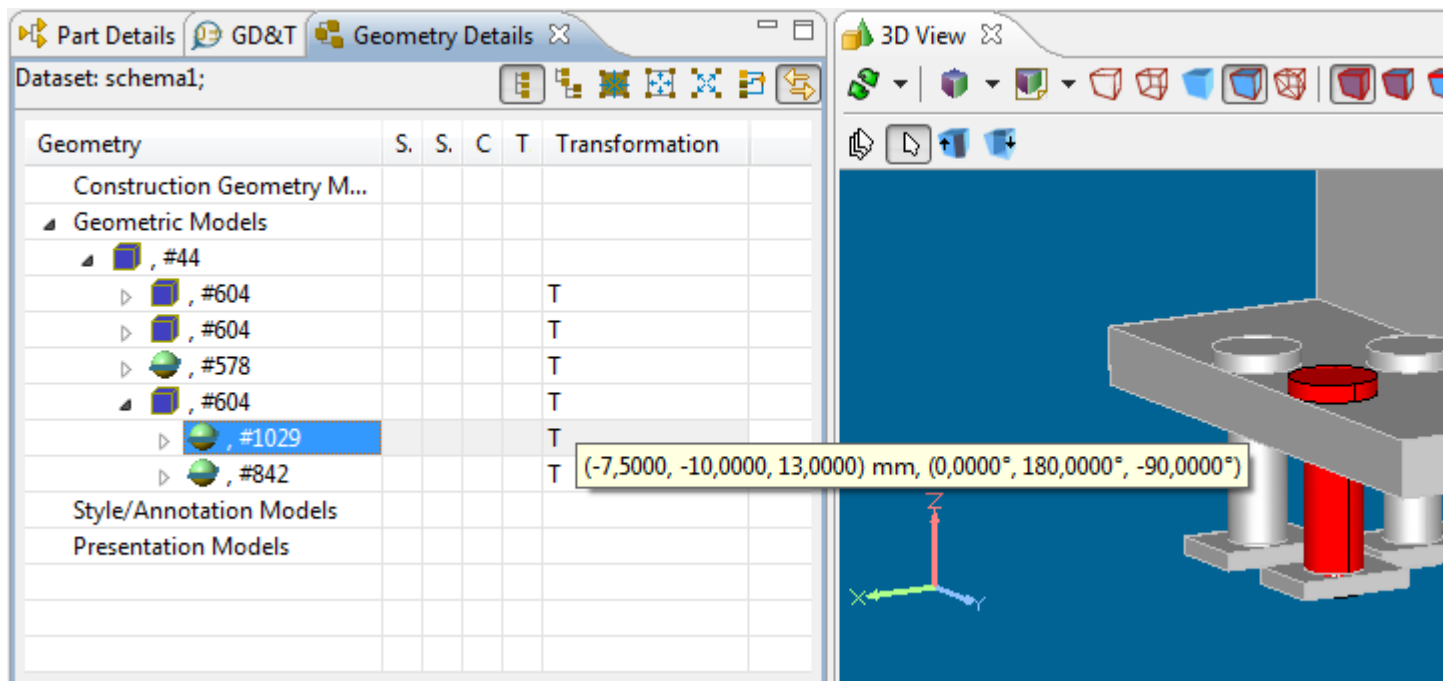 Part Details GD&T Geometry Details
3D View
Dataset: schema1;
Geometry S. S. C T Transformation
Construction Geometry M...
Geometric Models
, #44
, #604 T
, #604 T
, #578 T
, #604 T
, #1029 T
(-7,5000, -10,0000, 13,0000) mm, (0,0000°, 180,0000°, -90,0000°)
, #842 T
Style/Annotation Models
Presentation Models
Z
X
Y